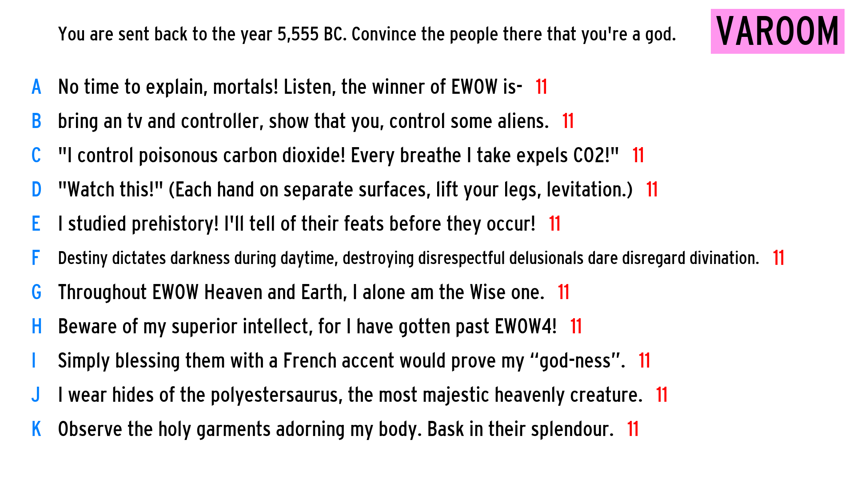 You are sent back to the year 5,555 BC. Convince the people there that you're a god.
VAROOM
A No time to explain, mortals! Listen, the winner of EWOW is- 11
B bring an tv and controller, show that you, control some aliens. 11
C "I control poisonous carbon dioxide! Every breathe I take expels CO2!" 11
D "Watch this!" (Each hand on separate surfaces, lift your legs, levitation.) 11
E I studied prehistory! I'll tell of their feats before they occur! 11
F Destiny dictates darkness during daytime, destroying disrespectful delusionals dare disregard divination. 11
G Throughout EWOW Heaven and Earth, I alone am the Wise one. 11
H Beware of my superior intellect, for I have gotten past EWOW4! 11
I Simply blessing them with a French accent would prove my “god-ness”. 11
J I wear hides of the polyestersaurus, the most majestic heavenly creature. 11
K Observe the holy garments adorning my body. Bask in their splendour. 11